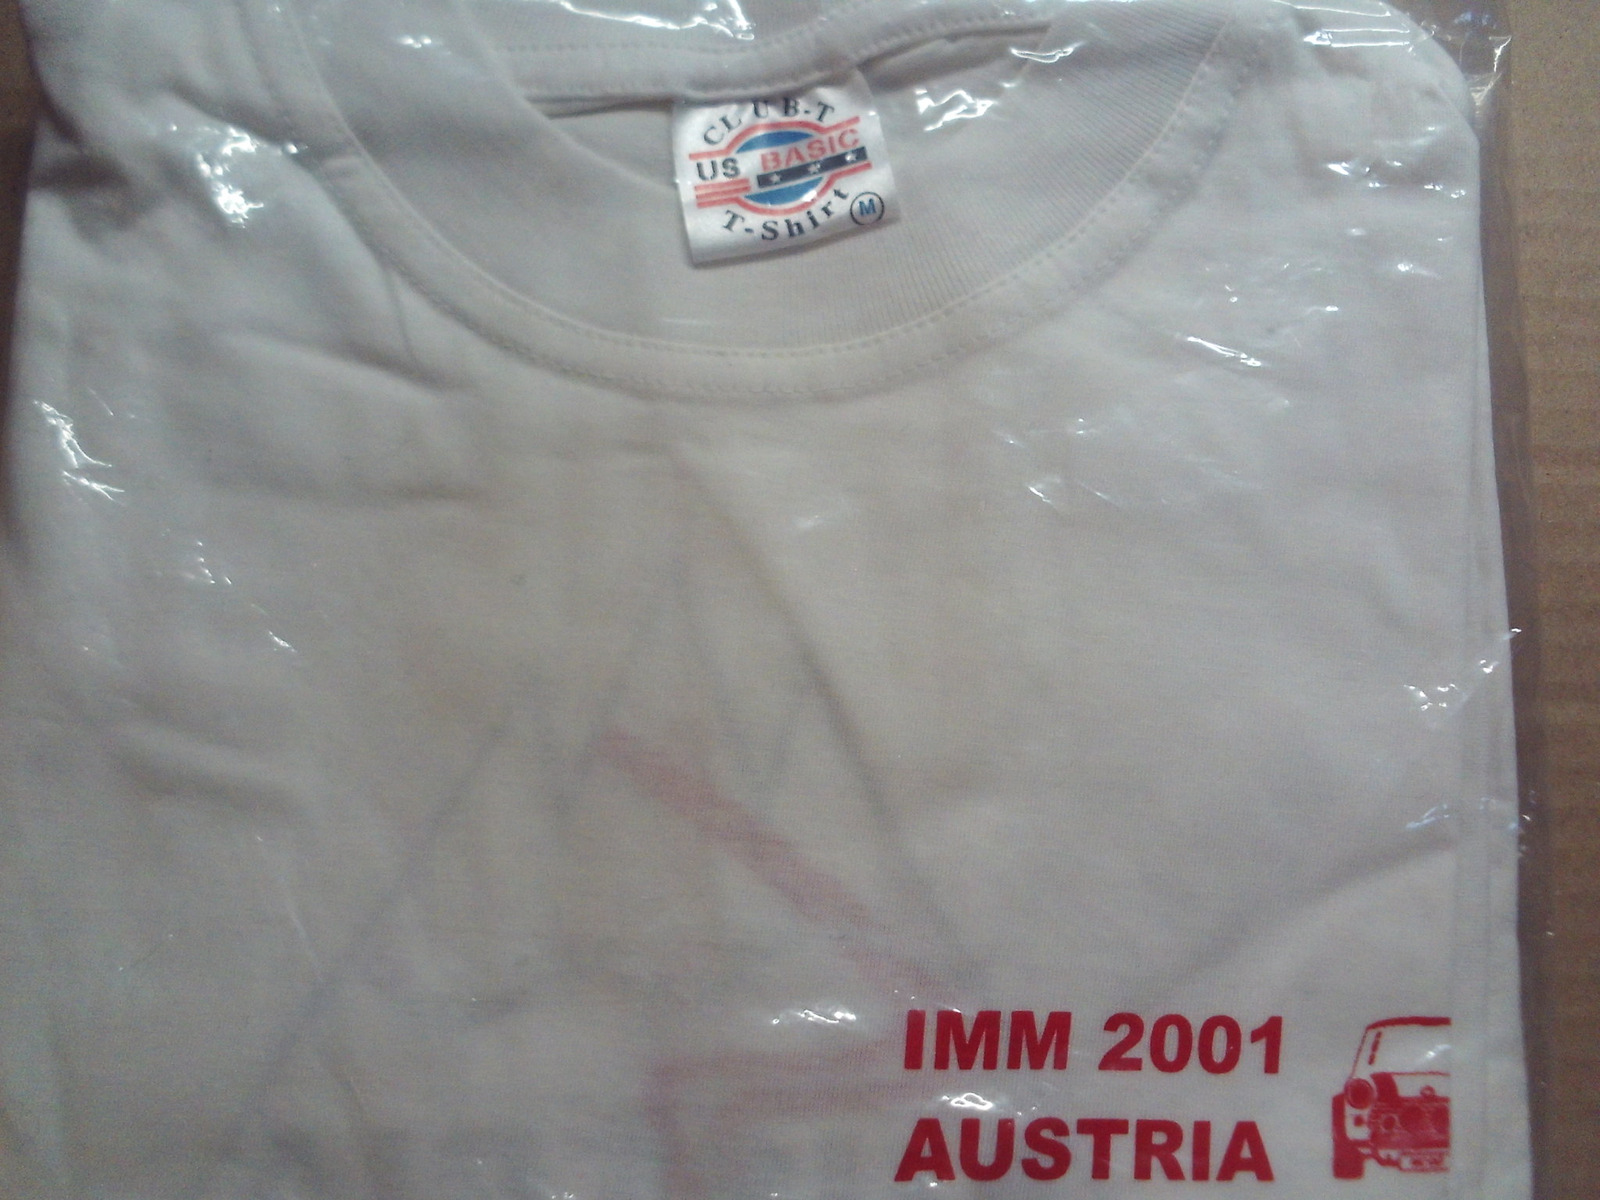 CLUB-T
US BASIC
T-Shirt M
IMM 2001
AUSTRIA